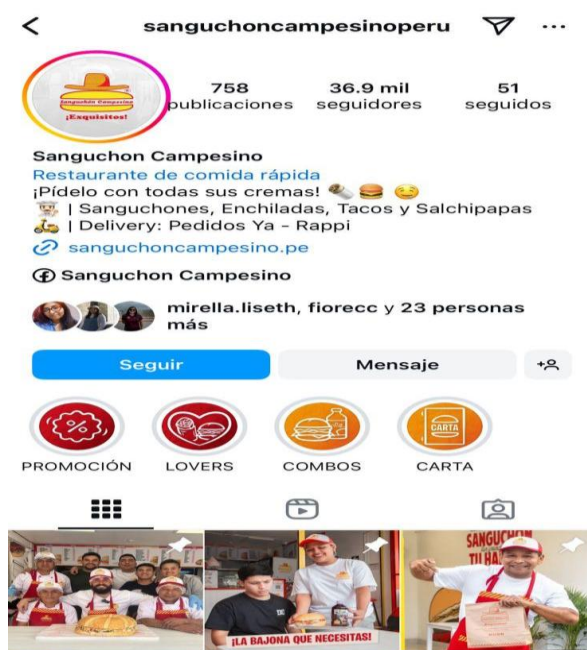 sanguchoncampesinoperu
Sanguchón Campesino
¡Exquisitos!
758
publicaciones
36.9 mil
seguidores
51
seguidos
Sanguchon Campesino
Restaurante de comida rápida
¡Pídelo con todas sus cremas! 🌯 🍔 😋
| Sanguchones, Enchiladas, Tacos y Salchipapas
| Delivery: Pedidos Ya - Rappi
sanguchoncampesino.pe
Sanguchon Campesino
mirella.liseth, fiorecc y 23 personas
más
Seguir
Mensaje
%
CARTA
PROMOCIÓN
LOVERS
COMBOS
CARTA
¡LA BAJONA QUE NECESITAS!
SANGUCHON